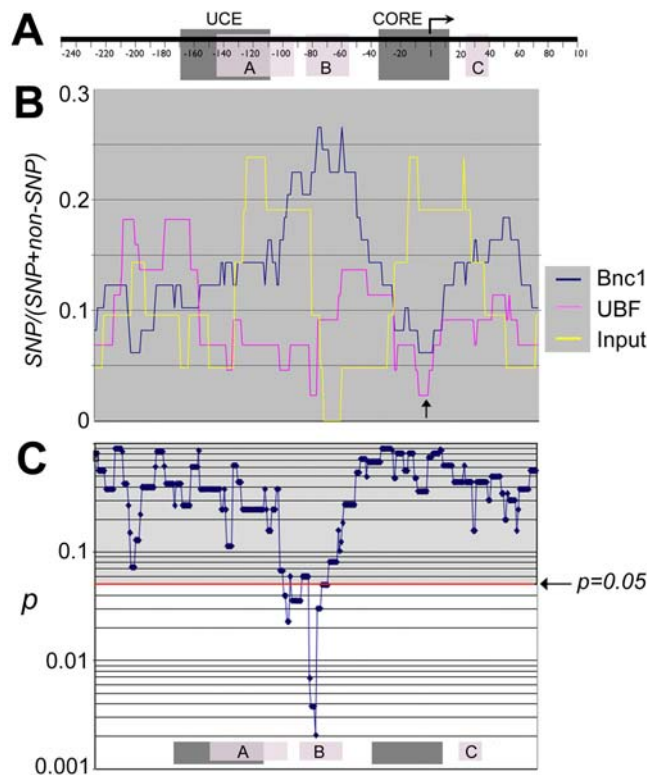 A
UCE CORE
-240 -220 -200 -180 -160 -140 -120 -100 -80 -60 -40 -20 1 20 40 60 80 101
A B C
B
SNP/(SNP+non-SNP)
0.3
0.2
0.1
0
Bnc1
UBF
Input
C
p
0.1
0.01
0.001
p=0.05
A B C